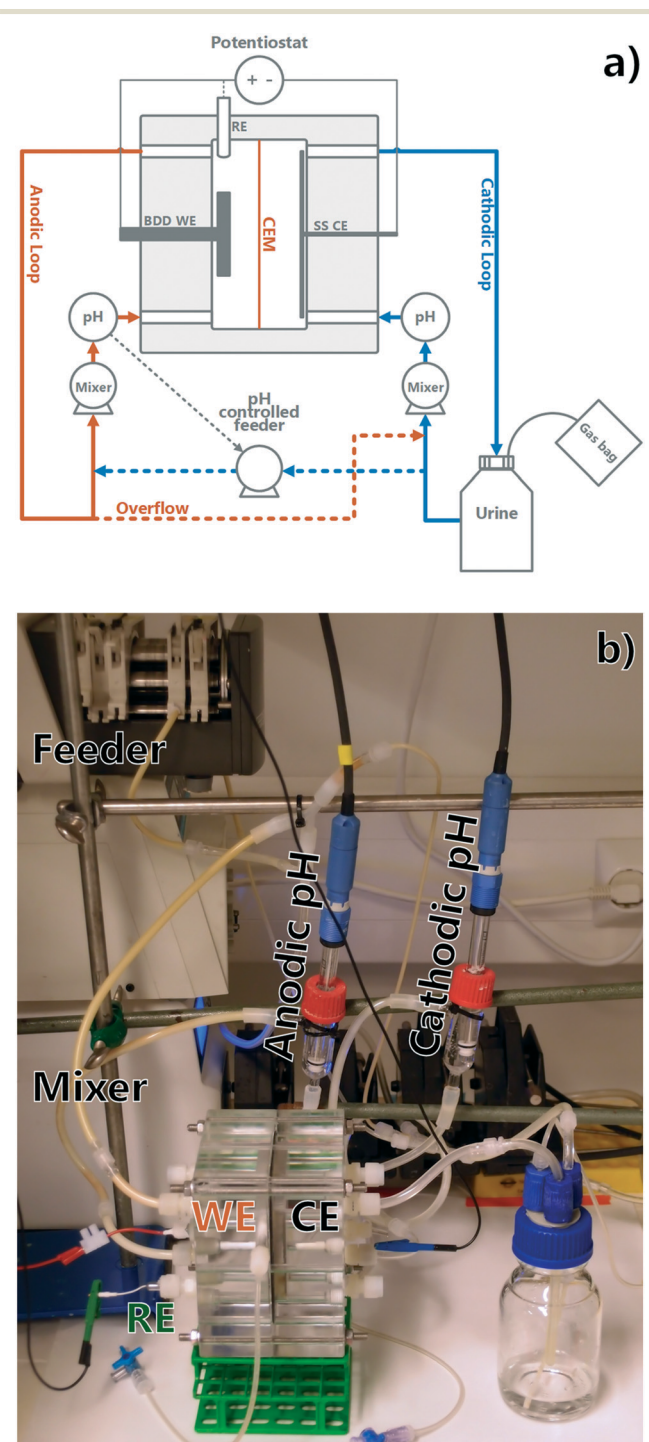 a)
Potentiostat
+ -
RE
Anodic Loop
BDD WE
CEM
SS CE
Cathodic Loop
pH
pH
Mixer
Mixer
pH
controlled
feeder
Gas bag
Overflow
Urine
b)
Feeder
Anodic pH
Cathodic pH
Mixer
WE
CE
RE